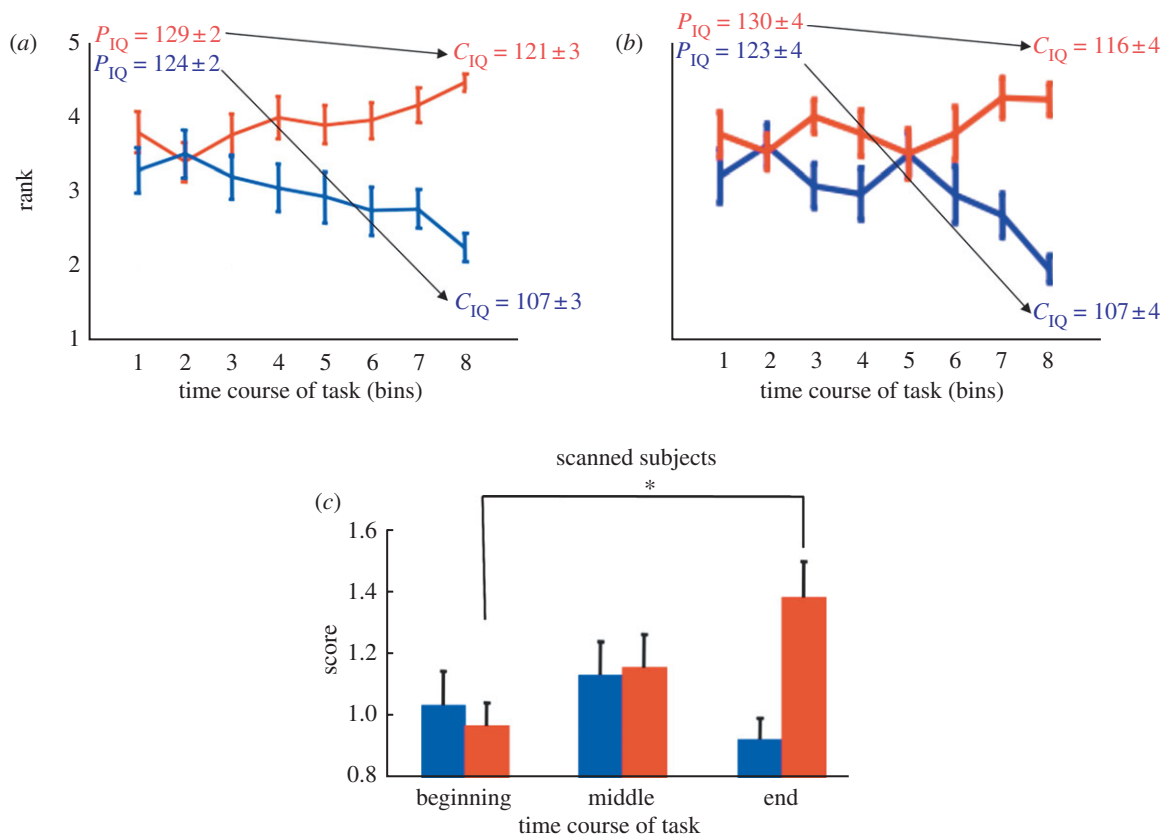 (a)
5
4
3
2
1
rank
P_IQ = 129±2
P_IQ = 124±2
C_IQ = 121±3
C_IQ = 107±3
1 2 3 4 5 6 7 8
time course of task (bins)
(b)
P_IQ = 130±4
P_IQ = 123±4
C_IQ = 116±4
C_IQ = 107±4
1 2 3 4 5 6 7 8
time course of task (bins)
scanned subjects
*
(c)
1.6
1.4
1.2
1.0
0.8
score
beginning middle end
time course of task